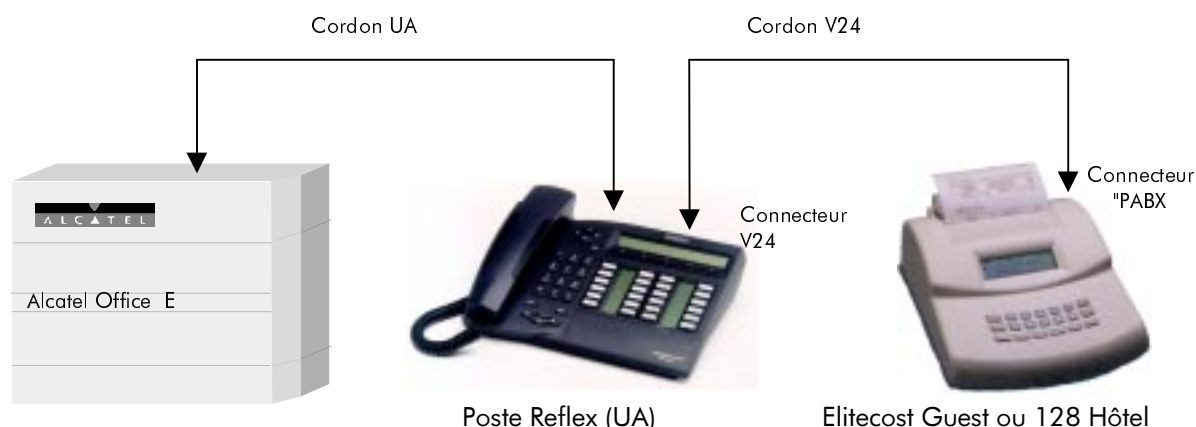 Cordon UA
Cordon V24
ALCATEL
Alcatel Office E
Connecteur
V24
Connecteur
"PABX
Poste Reflex (UA)
Elitecost Guest ou 128 Hôtel